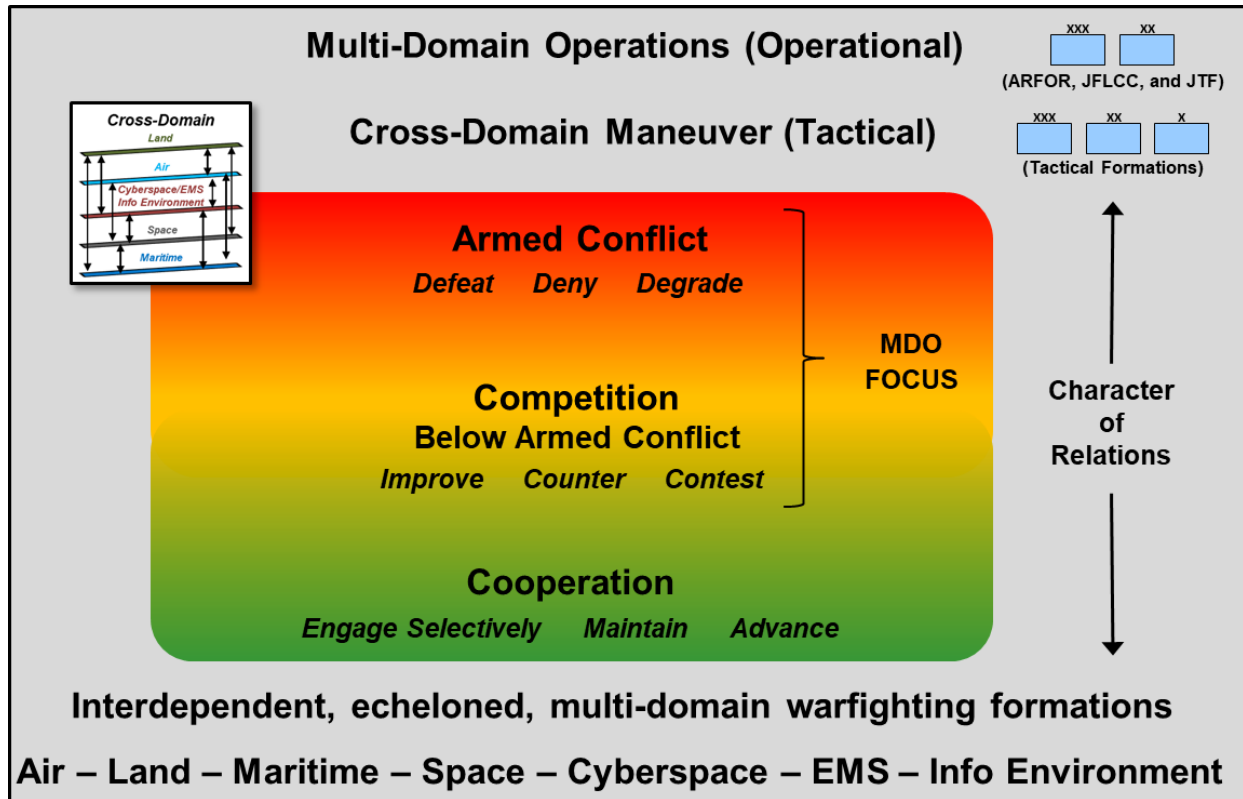 Multi-Domain Operations (Operational)
XXX XX
(ARFOR, JFLCC, and JTF)
Cross-Domain Maneuver (Tactical)
XXX XX X
(Tactical Formations)
Cross-Domain
Land
Air
Cyberspace/EMS
Info Environment
Space
Maritime
Armed Conflict
Defeat Deny Degrade
MDO
FOCUS
Competition
Below Armed Conflict
Improve Counter Contest
Character
of
Relations
Cooperation
Engage Selectively Maintain Advance
Interdependent, echeloned, multi-domain warfighting formations
Air – Land – Maritime – Space – Cyberspace – EMS – Info Environment